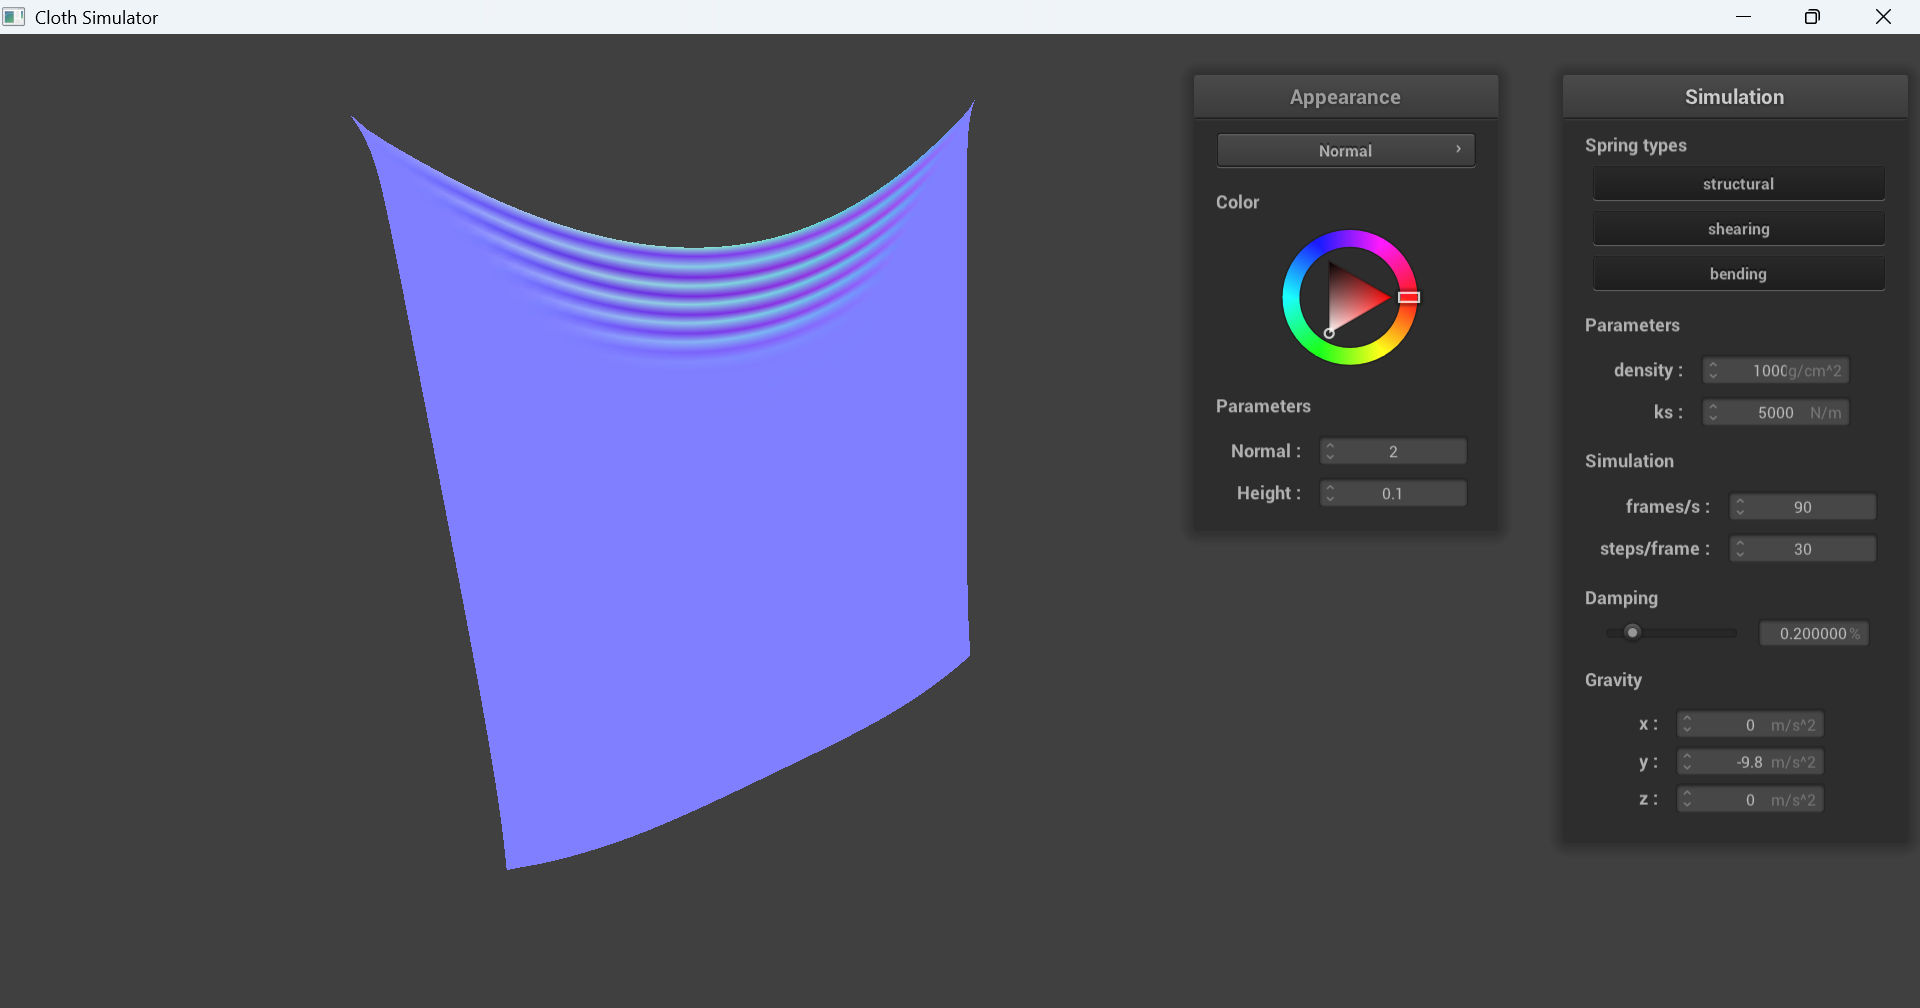 Cloth Simulator
Appearance
Normal
Color
Parameters
Normal : 2
Height : 0.1
Simulation
Spring types
structural
shearing
bending
Parameters
density : 1000g/cm^2
ks : 5000 N/m
Simulation
frames/s : 90
steps/frame : 30
Damping
0.200000 %
Gravity
x : 0 m/s^2
y : -9.8 m/s^2
z : 0 m/s^2